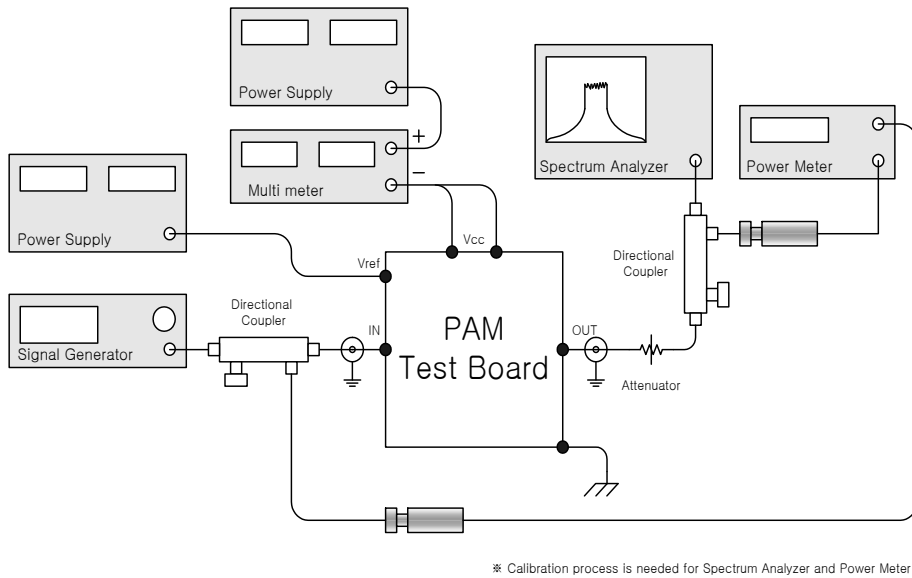 Power Supply
+
Multi meter
−
Spectrum Analyzer
Power Meter
Power Supply
Vcc
Vref
Directional
Coupler
Signal Generator
Directional
Coupler
IN
PAM
Test Board
OUT
Attenuator
※ Calibration process is needed for Spectrum Analyzer and Power Meter